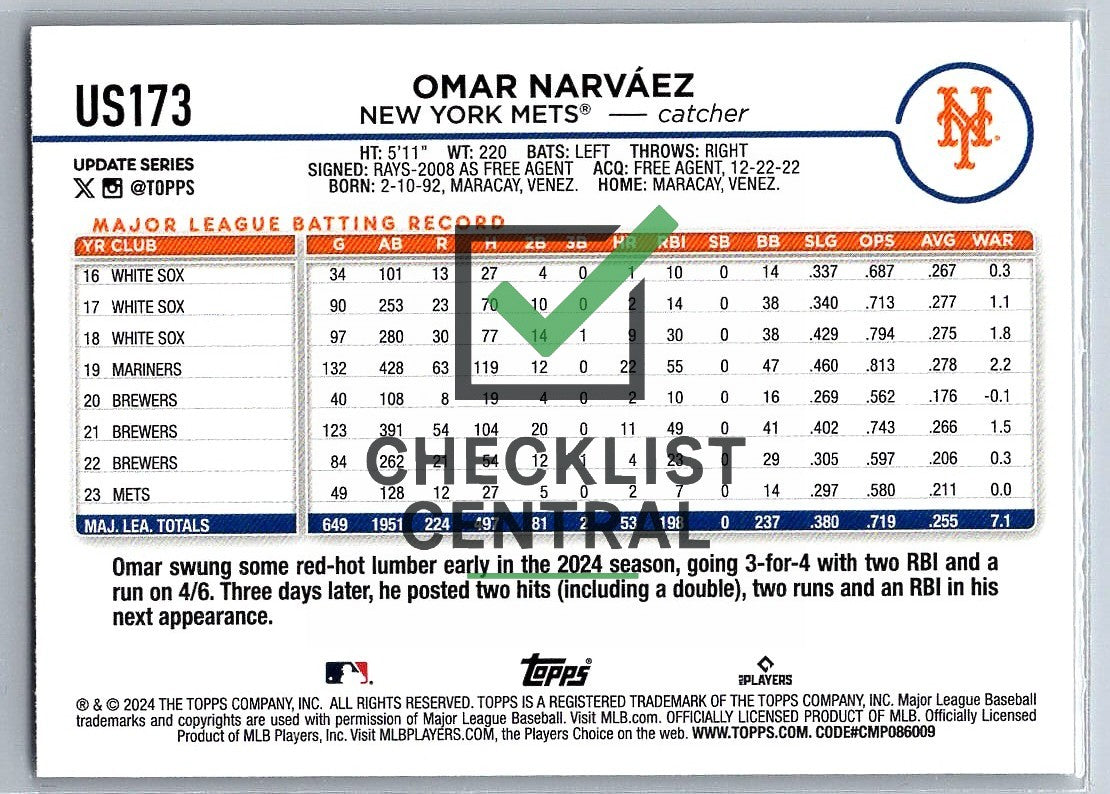 US173
OMAR NARVÁEZ
NEW YORK METS® — catcher
NY
HT: 5'11" WT: 220 BATS: LEFT THROWS: RIGHT
SIGNED: RAYS-2008 AS FREE AGENT ACQ: FREE AGENT, 12-22-22
BORN: 2-10-92, MARACAY, VENEZ. HOME: MARACAY, VENEZ.
UPDATE SERIES
@TOPPS
MAJOR LEAGUE BATTING RECORD
YR CLUB G AB R H 2B 3B HR RBI SB BB SLG OPS AVG WAR
16 WHITE SOX 34 101 13 27 4 0 1 10 0 14 .337 .687 .267 0.3
17 WHITE SOX 90 253 23 70 10 0 2 14 0 38 .340 .713 .277 1.1
18 WHITE SOX 97 280 30 77 14 1 9 30 0 38 .429 .794 .275 1.8
19 MARINERS 132 428 63 119 12 0 22 55 0 47 .460 .813 .278 2.2
20 BREWERS 40 108 8 19 4 0 2 10 0 16 .269 .562 .176 -0.1
21 BREWERS 123 391 54 104 20 0 11 49 0 41 .402 .743 .266 1.5
22 BREWERS 84 262 21 54 12 1 4 23 0 29 .305 .597 .206 0.3
23 METS 49 128 12 27 5 0 2 7 0 14 .297 .580 .211 0.0
MAJ. LEA. TOTALS 649 1951 224 497 81 2 53 198 0 237 .380 .719 .255 7.1
CHECKLIST
CENTRAL
Omar swung some red-hot lumber early in the 2024 season, going 3-for-4 with two RBI and a
run on 4/6. Three days later, he posted two hits (including a double), two runs and an RBI in his
next appearance.
topps®
MLB PLAYERS
® & © 2024 THE TOPPS COMPANY, INC. ALL RIGHTS RESERVED. TOPPS IS A REGISTERED TRADEMARK OF THE TOPPS COMPANY, INC. Major League Baseball
trademarks and copyrights are used with permission of Major League Baseball. Visit MLB.com. OFFICIALLY LICENSED PRODUCT OF MLB. Officially Licensed
Product of MLB Players, Inc. Visit MLBPLAYERS.COM, the Players Choice on the web. WWW.TOPPS.COM. CODE#CMP086009